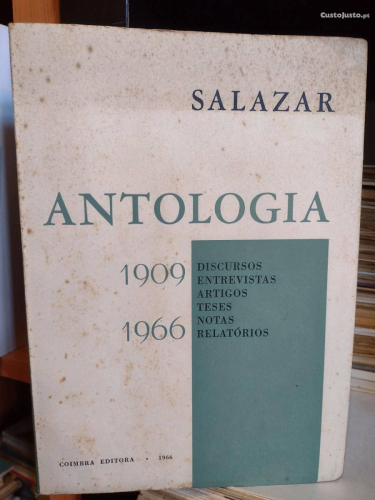 CustoJusto.pt
SALAZAR
ANTOLOGIA
1909
1966
DISCURSOS
ENTREVISTAS
ARTIGOS
TESES
NOTAS
RELATÓRIOS
COIMBRA EDITORA • 1966